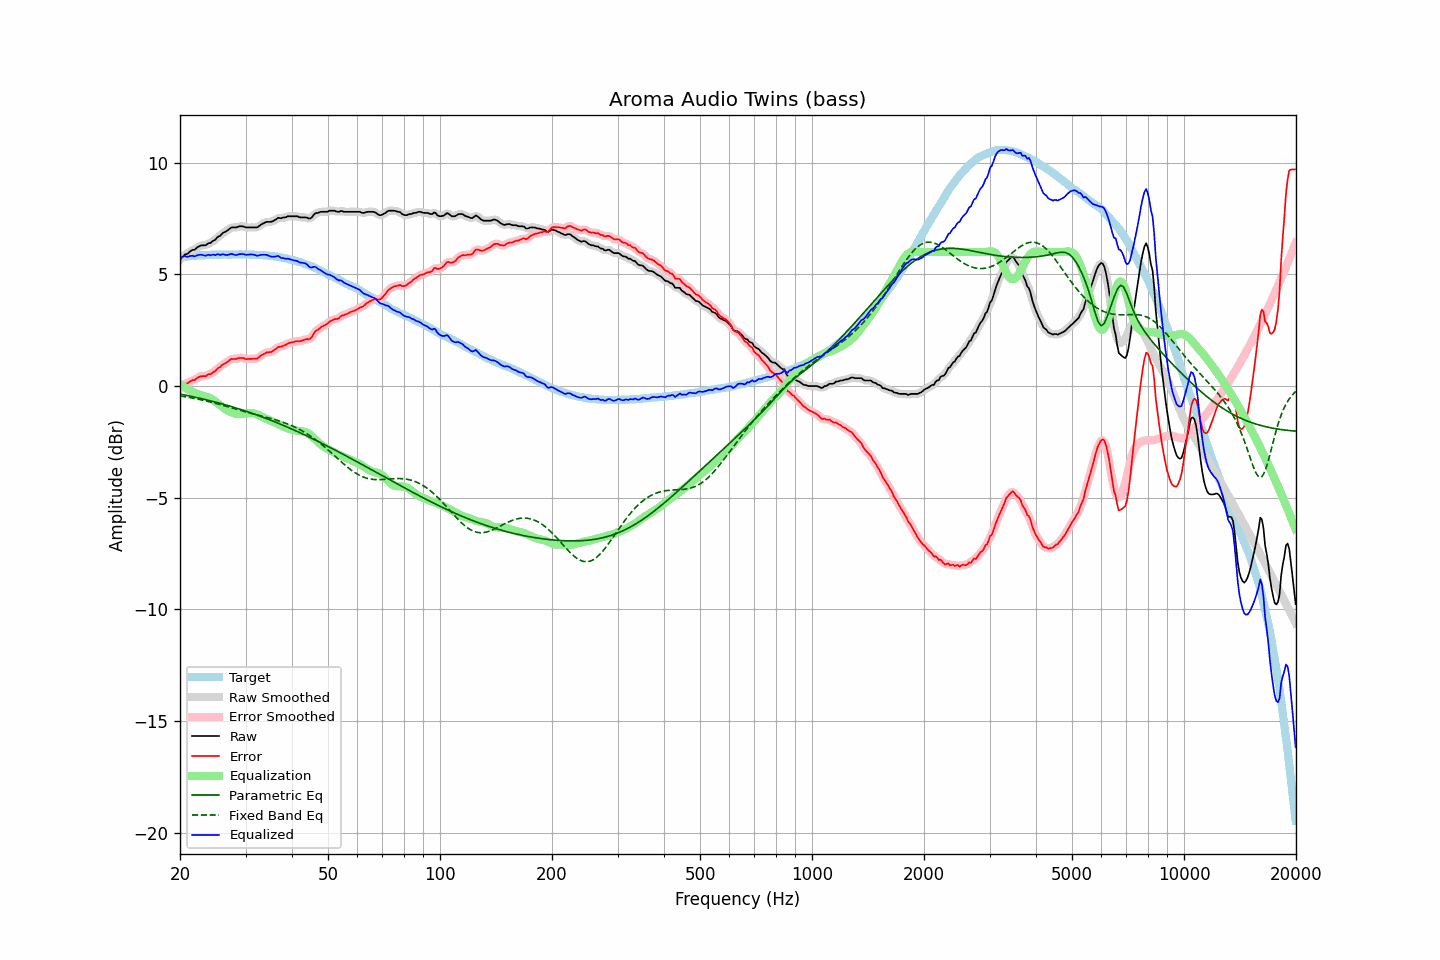 Aroma Audio Twins (bass)
Amplitude (dBr)
10
5
0
−5
−10
−15
−20
Target
Raw Smoothed
Error Smoothed
Raw
Error
Equalization
Parametric Eq
Fixed Band Eq
Equalized
20
50
100
200
500
1000
2000
5000
10000
20000
Frequency (Hz)